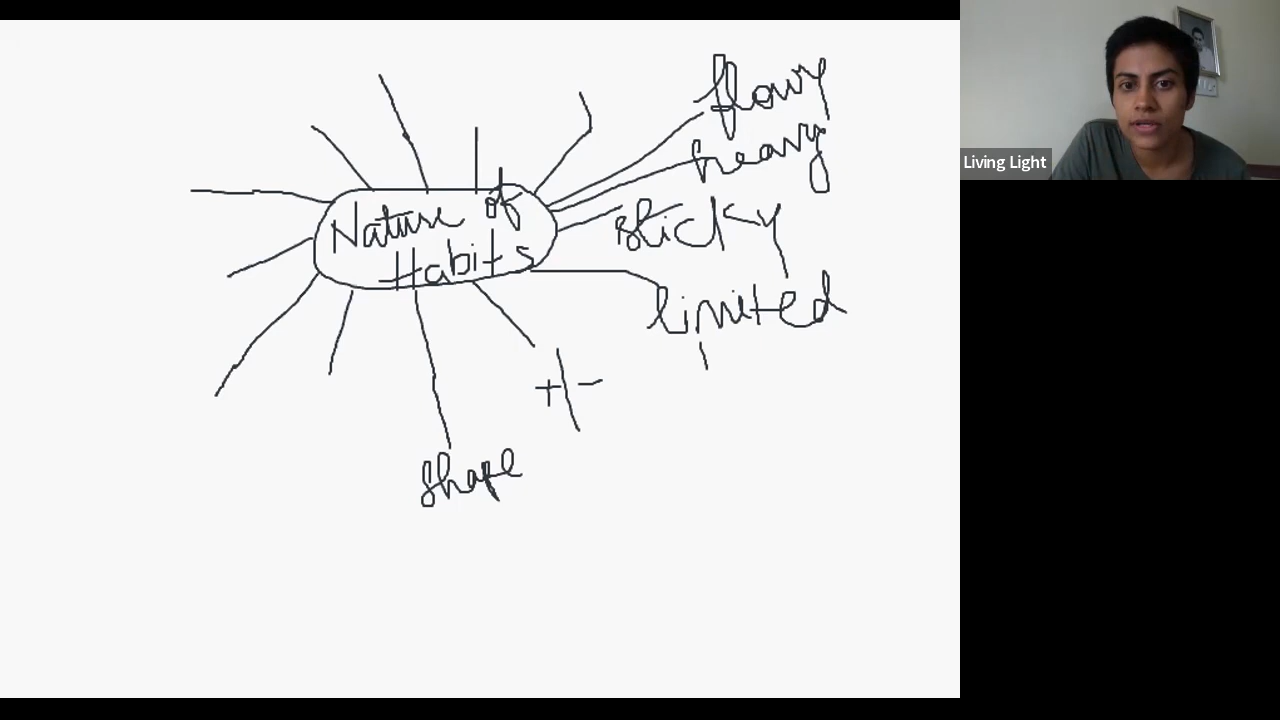 flowy
heavy
Nature of
Habits
sticky
limited
+/-
shape
Living Light